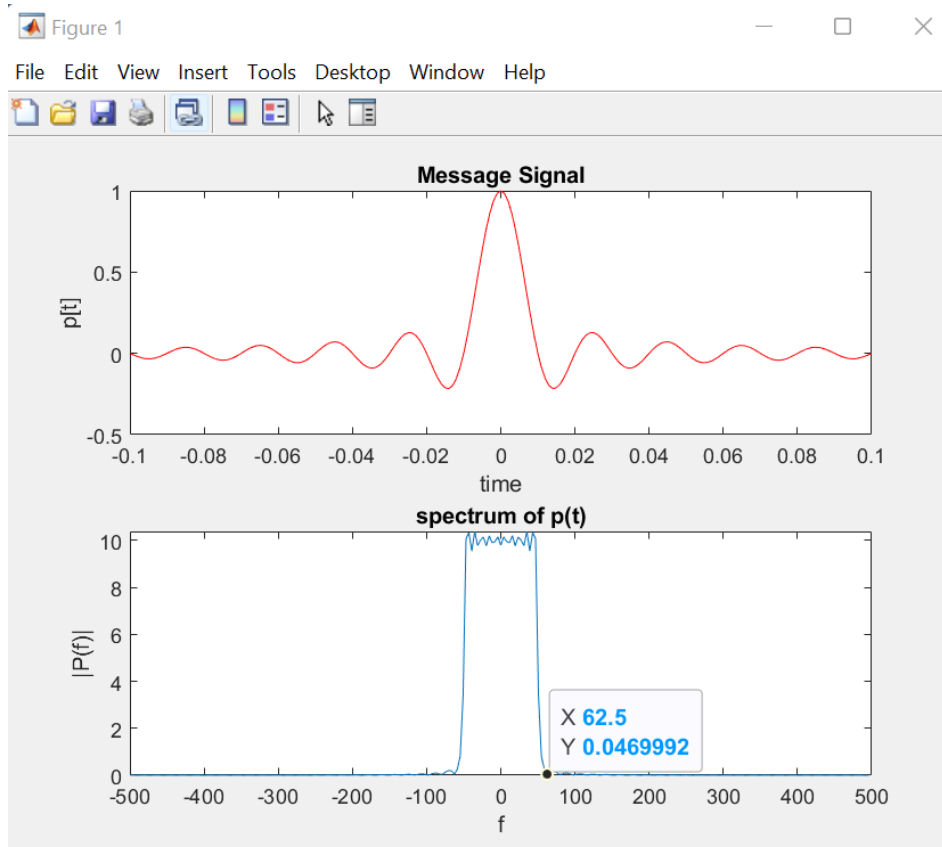 Figure 1
File Edit View Insert Tools Desktop Window Help
Message Signal
1
0.5
0
-0.5
p[t]
-0.1 -0.08 -0.06 -0.04 -0.02 0 0.02 0.04 0.06 0.08 0.1
time
spectrum of p(t)
10
8
6
4
2
0
|P(f)|
X 62.5
Y 0.0469992
-500 -400 -300 -200 -100 0 100 200 300 400 500
f